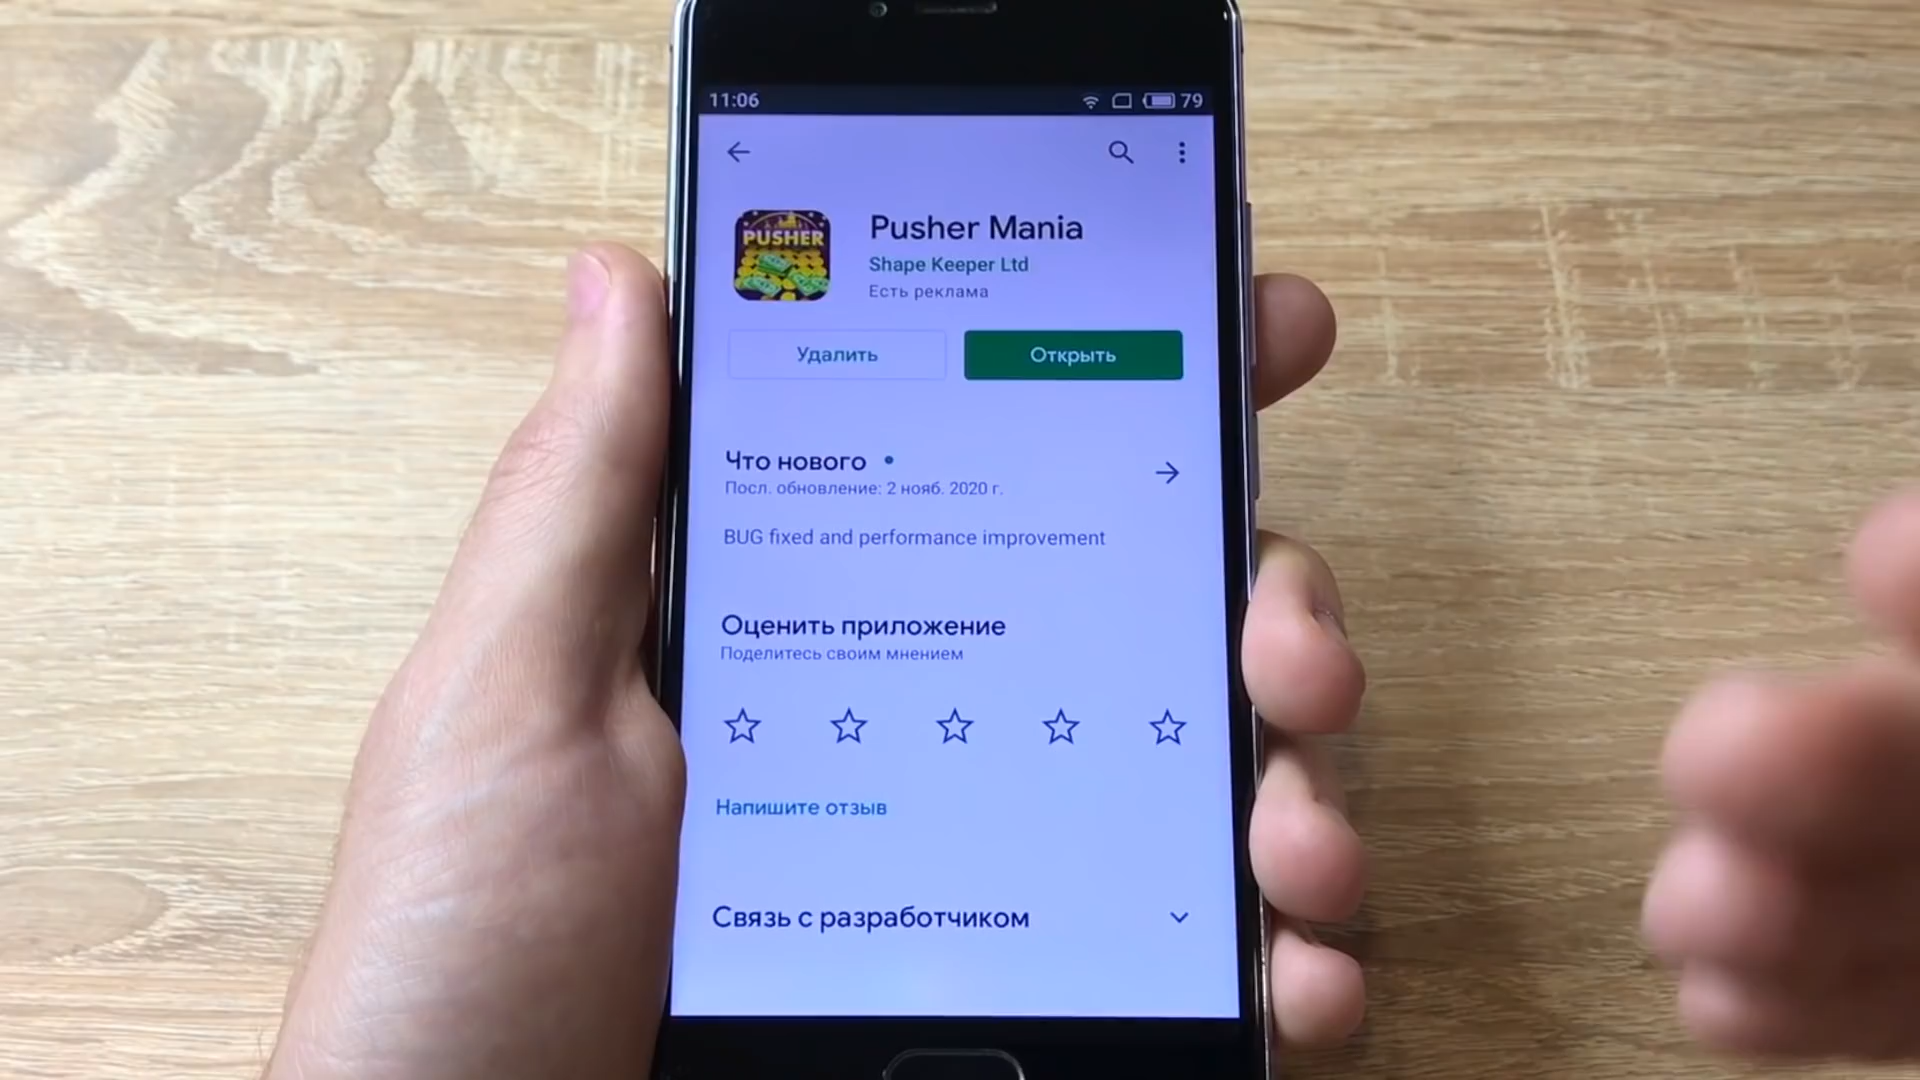 11:06
79
PUSHER
Pusher Mania
Shape Keeper Ltd
Есть реклама
Удалить
Открыть
Что нового
Посл. обновление: 2 нояб. 2020 г.
BUG fixed and performance improvement
Оценить приложение
Поделитесь своим мнением
Напишите отзыв
Связь с разработчиком